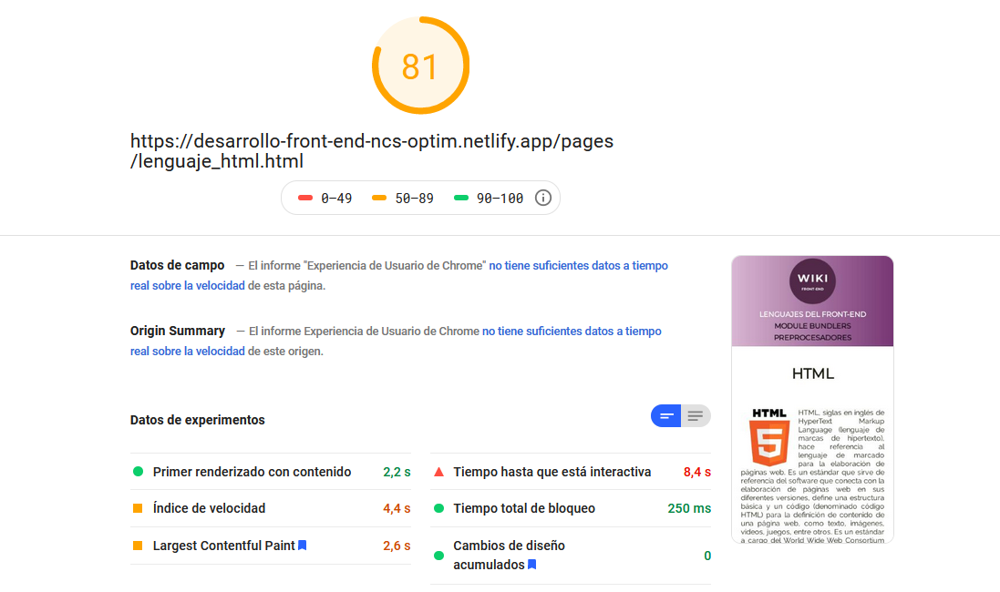 81
https://desarrollo-front-end-ncs-optim.netlify.app/pages
/lenguaje_html.html
0–49 50–89 90–100
Datos de campo — El informe "Experiencia de Usuario de Chrome" no tiene suficientes datos a tiempo
real sobre la velocidad de esta página.
Origin Summary — El informe Experiencia de Usuario de Chrome no tiene suficientes datos a tiempo
real sobre la velocidad de este origen.
Datos de experimentos
Primer renderizado con contenido 2,2 s
Índice de velocidad 4,4 s
Largest Contentful Paint 2,6 s
Tiempo hasta que está interactiva 8,4 s
Tiempo total de bloqueo 250 ms
Cambios de diseño
acumulados 0
WIKI
FRONT-END
LENGUAJES DEL FRONT-END
MODULE BUNDLERS
PREPROCESADORES
HTML
HTML
5
HTML, siglas en inglés de
HyperText Markup
Language (lenguaje de
marcas de hipertexto),
hace referencia al
lenguaje de marcado
para la elaboración de
páginas web. Es un estándar que sirve de
referencia del software que conecta con la
elaboración de páginas web en sus
diferentes versiones, define una estructura
básica y un código (denominado código
HTML) para la definición de contenido de
una página web, como texto, imágenes,
videos, juegos, entre otros. Es un estándar
a cargo del World Wide Web Consortium